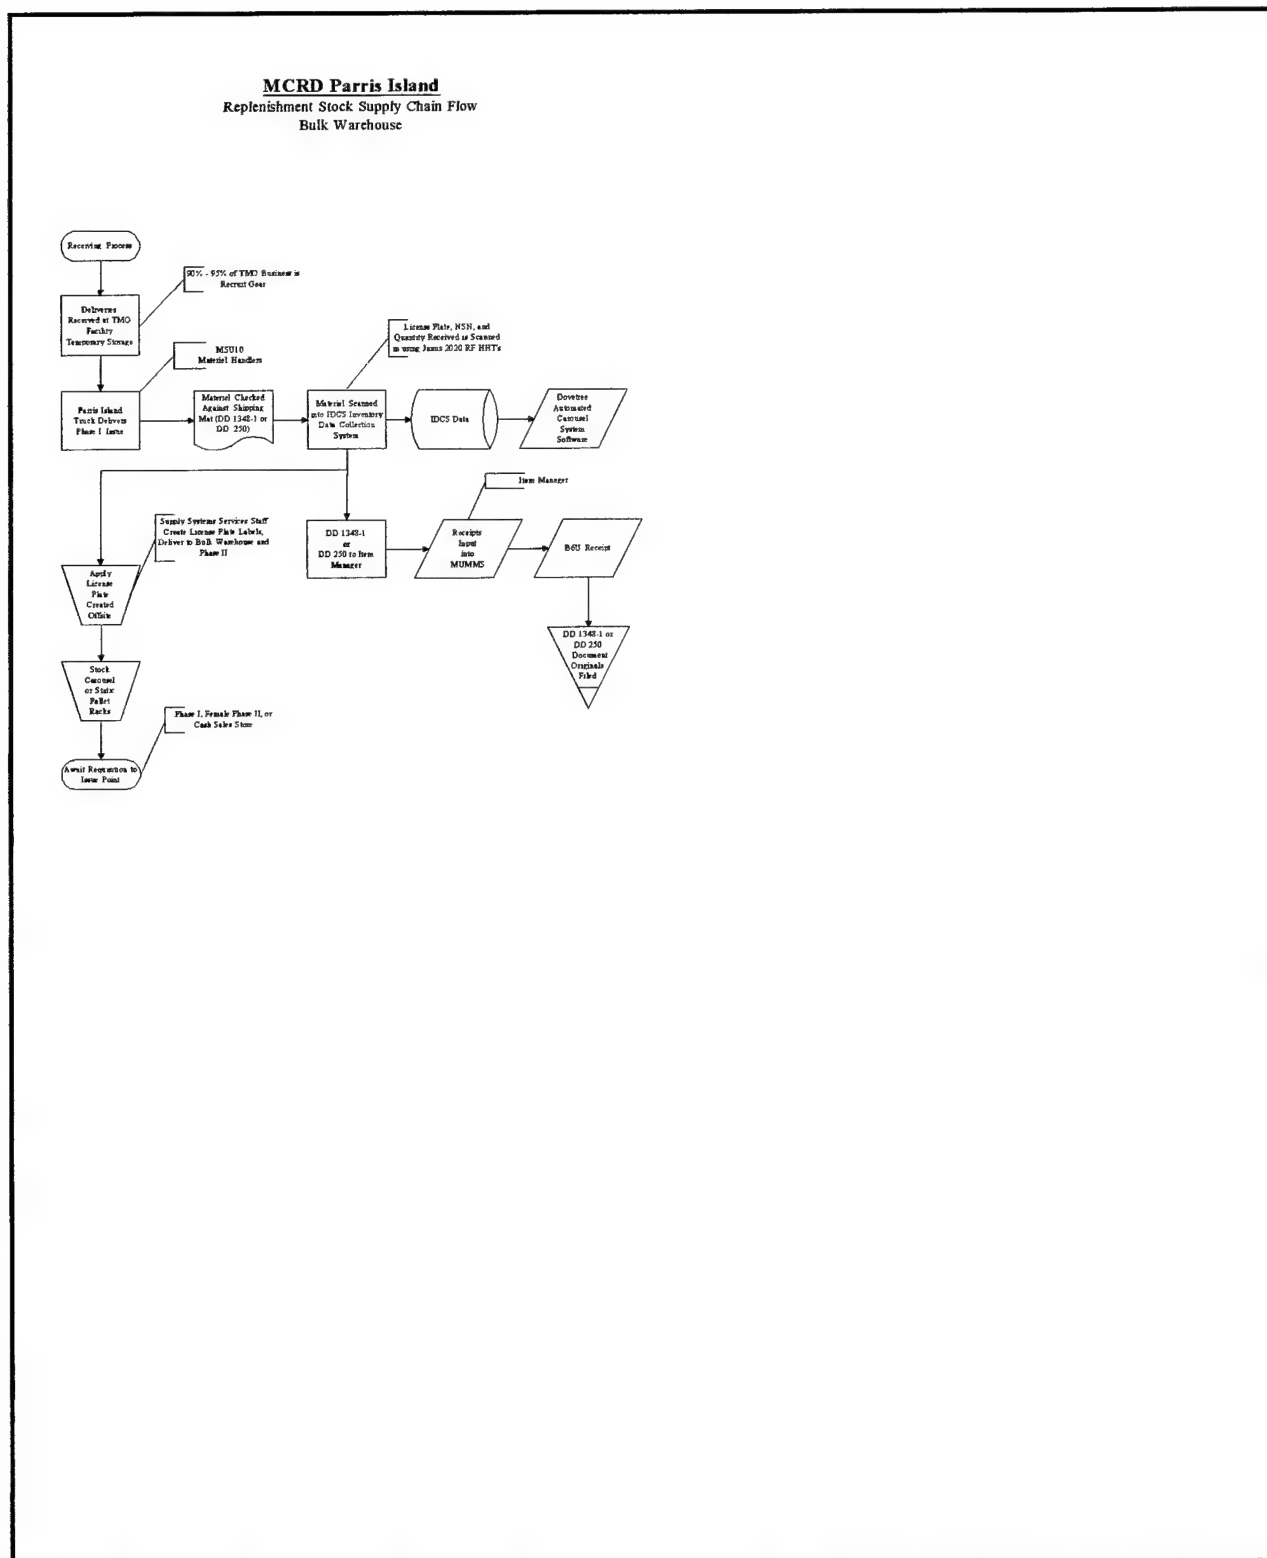 MCRD Parris Island
Replenishment Stock Supply Chain Flow
Bulk Warehouse
Receiving Process
90% - 95% of TMO Business is
Recruit Gear
Deliveries
Received at TMO
Facility
Temporary Storage
License Plate, NSN, and
Quantity Received is Scanned
in using Janus 2020 RF HHT's
M5U10
Materiel Handlers
Parris Island
Truck Delivers
Phase I Issue
Materiel Checked
Against Shipping
Mat (DD 1348-1 or
DD 250)
Material Scanned
into IDCS Inventory
Data Collection
System
IDCS Data
Dovetree
Automated
Carousel
System
Software
Item Manager
Supply Systems Services Staff
Create License Plate Labels,
Deliver to Bulk Warehouse and
Phase II
DD 1348-1
or
DD 250 to Item
Manager
Receipts
Input
into
MUMMS
B6U Receipt
Apply
License
Plate
Created
Offsite
DD 1348-1 or
DD 250
Document
Originals
Filed
Stock
Carousel
or Static
Pallet
Racks
Phase I, Female Phase II, or
Cash Sales Store
Await Requisition to
Issue Point